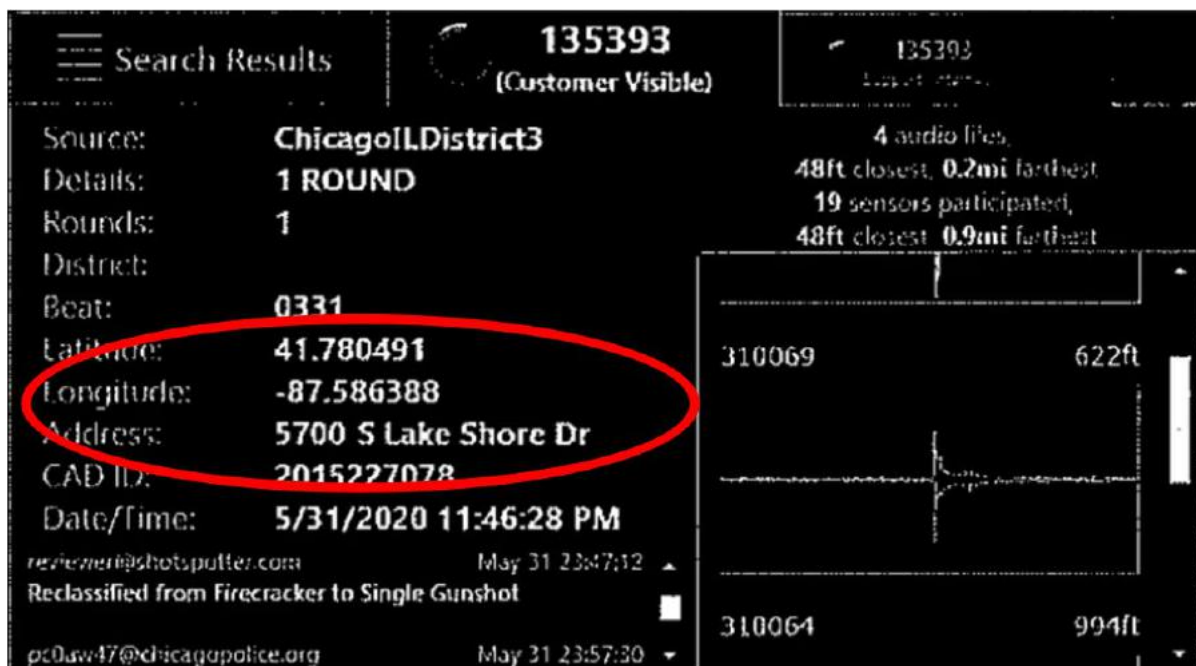 Search Results
135393
(Customer Visible)
135393
Source: ChicagoILDistrict3
Details: 1 ROUND
Rounds: 1
District:
Beat: 0331
Latitude: 41.780491
Longitude: -87.586388
Address: 5700 S Lake Shore Dr
CAD ID: 2015227078
Date/Time: 5/31/2020 11:46:28 PM
reviewer@shotspotter.com May 31 23:47:12
Reclassified from Firecracker to Single Gunshot
pc0aw47@chicagopolice.org May 31 23:57:30
4 audio files,
48ft closest, 0.2mi farthest
19 sensors participated,
48ft closest 0.9mi farthest
310069 622ft
310064 994ft